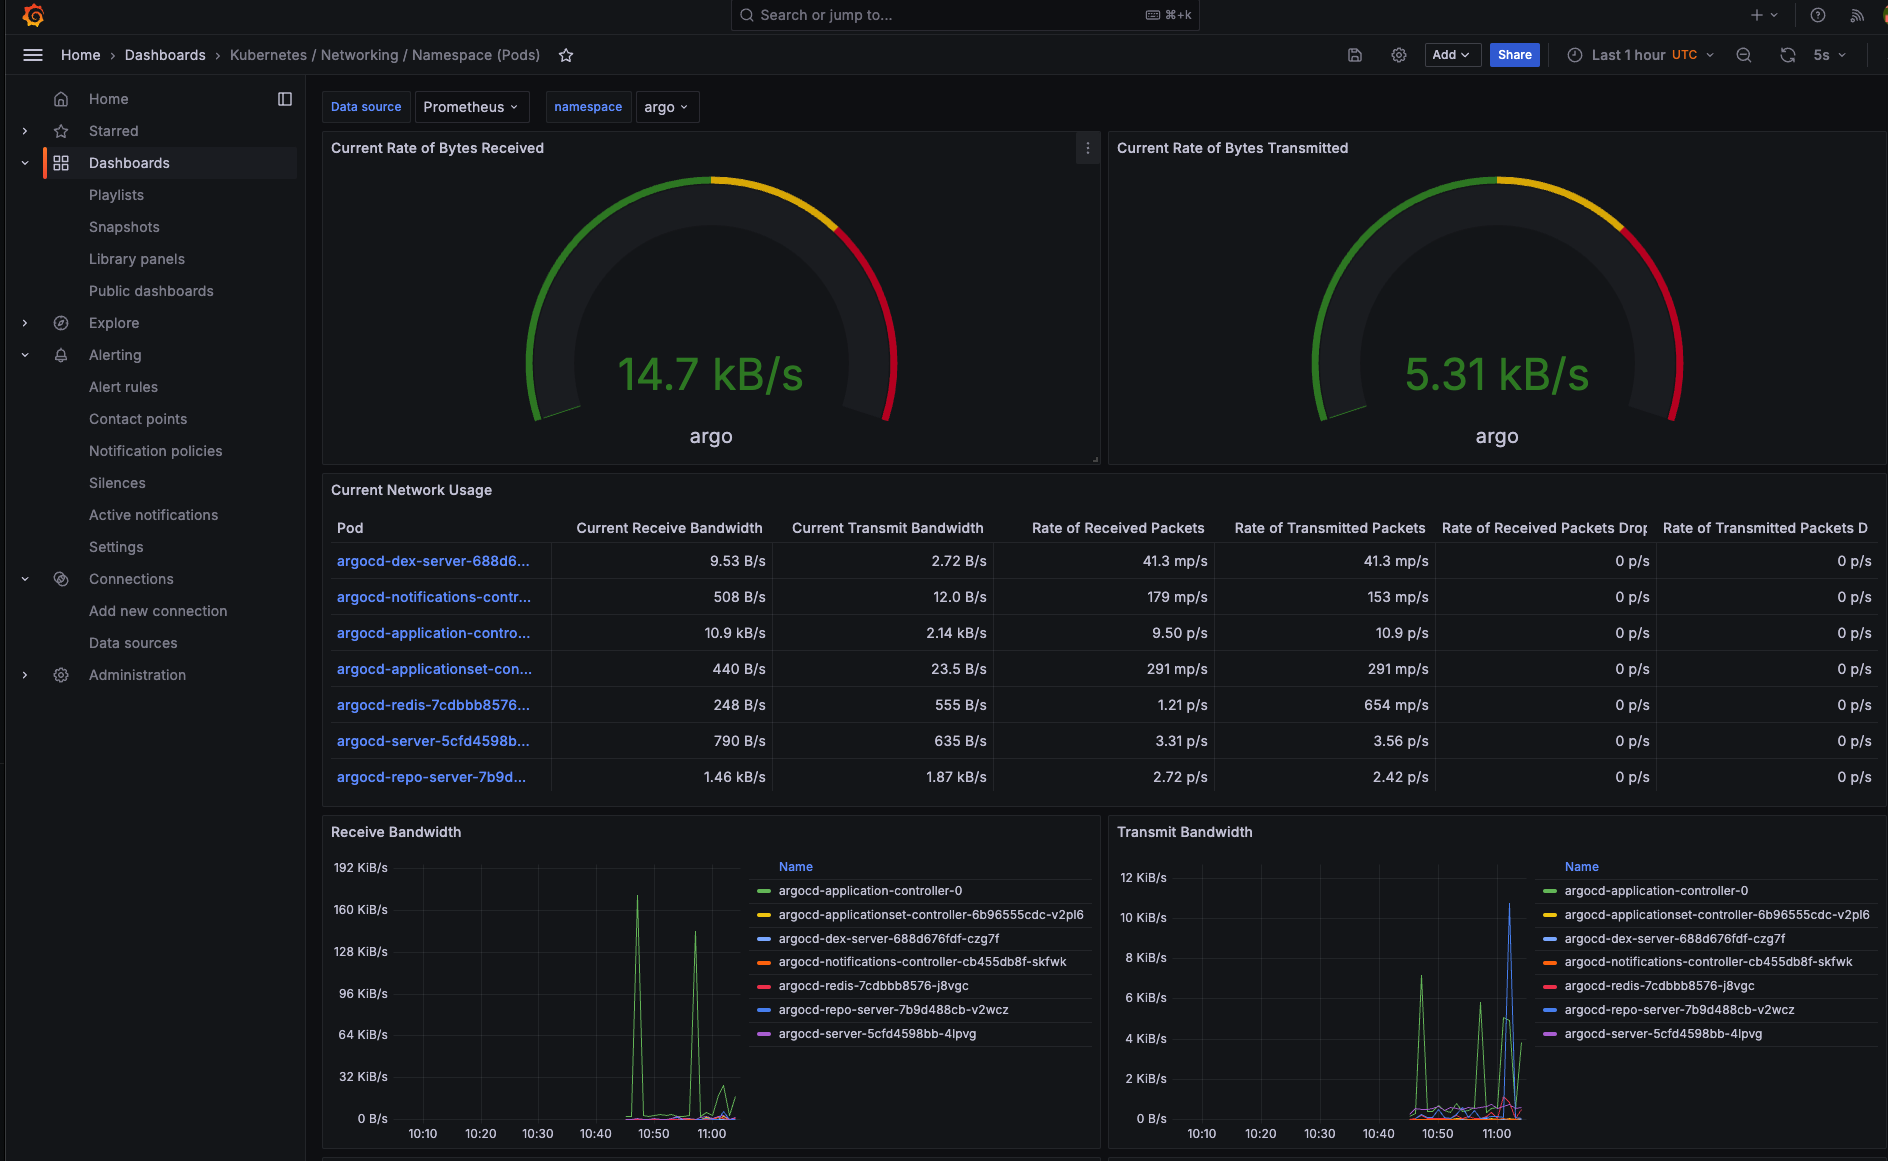 Search or jump to...
⌘+k
Home
Dashboards
Kubernetes / Networking / Namespace (Pods)
Add
Share
Last 1 hour UTC
5s
Home
Starred
Dashboards
Playlists
Snapshots
Library panels
Public dashboards
Explore
Alerting
Alert rules
Contact points
Notification policies
Silences
Active notifications
Settings
Connections
Add new connection
Data sources
Administration
Data source
Prometheus
namespace
argo
Current Rate of Bytes Received
14.7 kB/s
argo
Current Rate of Bytes Transmitted
5.31 kB/s
argo
Current Network Usage
Pod Current Receive Bandwidth Current Transmit Bandwidth Rate of Received Packets Rate of Transmitted Packets Rate of Received Packets Drop Rate of Transmitted Packets D
argocd-dex-server-688d6... 9.53 B/s 2.72 B/s 41.3 mp/s 41.3 mp/s 0 p/s 0 p/s
argocd-notifications-contr... 508 B/s 12.0 B/s 179 mp/s 153 mp/s 0 p/s 0 p/s
argocd-application-contro... 10.9 kB/s 2.14 kB/s 9.50 p/s 10.9 p/s 0 p/s 0 p/s
argocd-applicationset-con... 440 B/s 23.5 B/s 291 mp/s 291 mp/s 0 p/s 0 p/s
argocd-redis-7cdbbb8576... 248 B/s 555 B/s 1.21 p/s 654 mp/s 0 p/s 0 p/s
argocd-server-5cfd4598b... 790 B/s 635 B/s 3.31 p/s 3.56 p/s 0 p/s 0 p/s
argocd-repo-server-7b9d... 1.46 kB/s 1.87 kB/s 2.72 p/s 2.42 p/s 0 p/s 0 p/s
Receive Bandwidth
192 KiB/s
160 KiB/s
128 KiB/s
96 KiB/s
64 KiB/s
32 KiB/s
0 B/s
10:10 10:20 10:30 10:40 10:50 11:00
Name
argocd-application-controller-0
argocd-applicationset-controller-6b96555cdc-v2pl6
argocd-dex-server-688d676fdf-czg7f
argocd-notifications-controller-cb455db8f-skfwk
argocd-redis-7cdbbb8576-j8vgc
argocd-repo-server-7b9d488cb-v2wcz
argocd-server-5cfd4598bb-4lpvg
Transmit Bandwidth
12 KiB/s
10 KiB/s
8 KiB/s
6 KiB/s
4 KiB/s
2 KiB/s
0 B/s
10:10 10:20 10:30 10:40 10:50 11:00
Name
argocd-application-controller-0
argocd-applicationset-controller-6b96555cdc-v2pl6
argocd-dex-server-688d676fdf-czg7f
argocd-notifications-controller-cb455db8f-skfwk
argocd-redis-7cdbbb8576-j8vgc
argocd-repo-server-7b9d488cb-v2wcz
argocd-server-5cfd4598bb-4lpvg